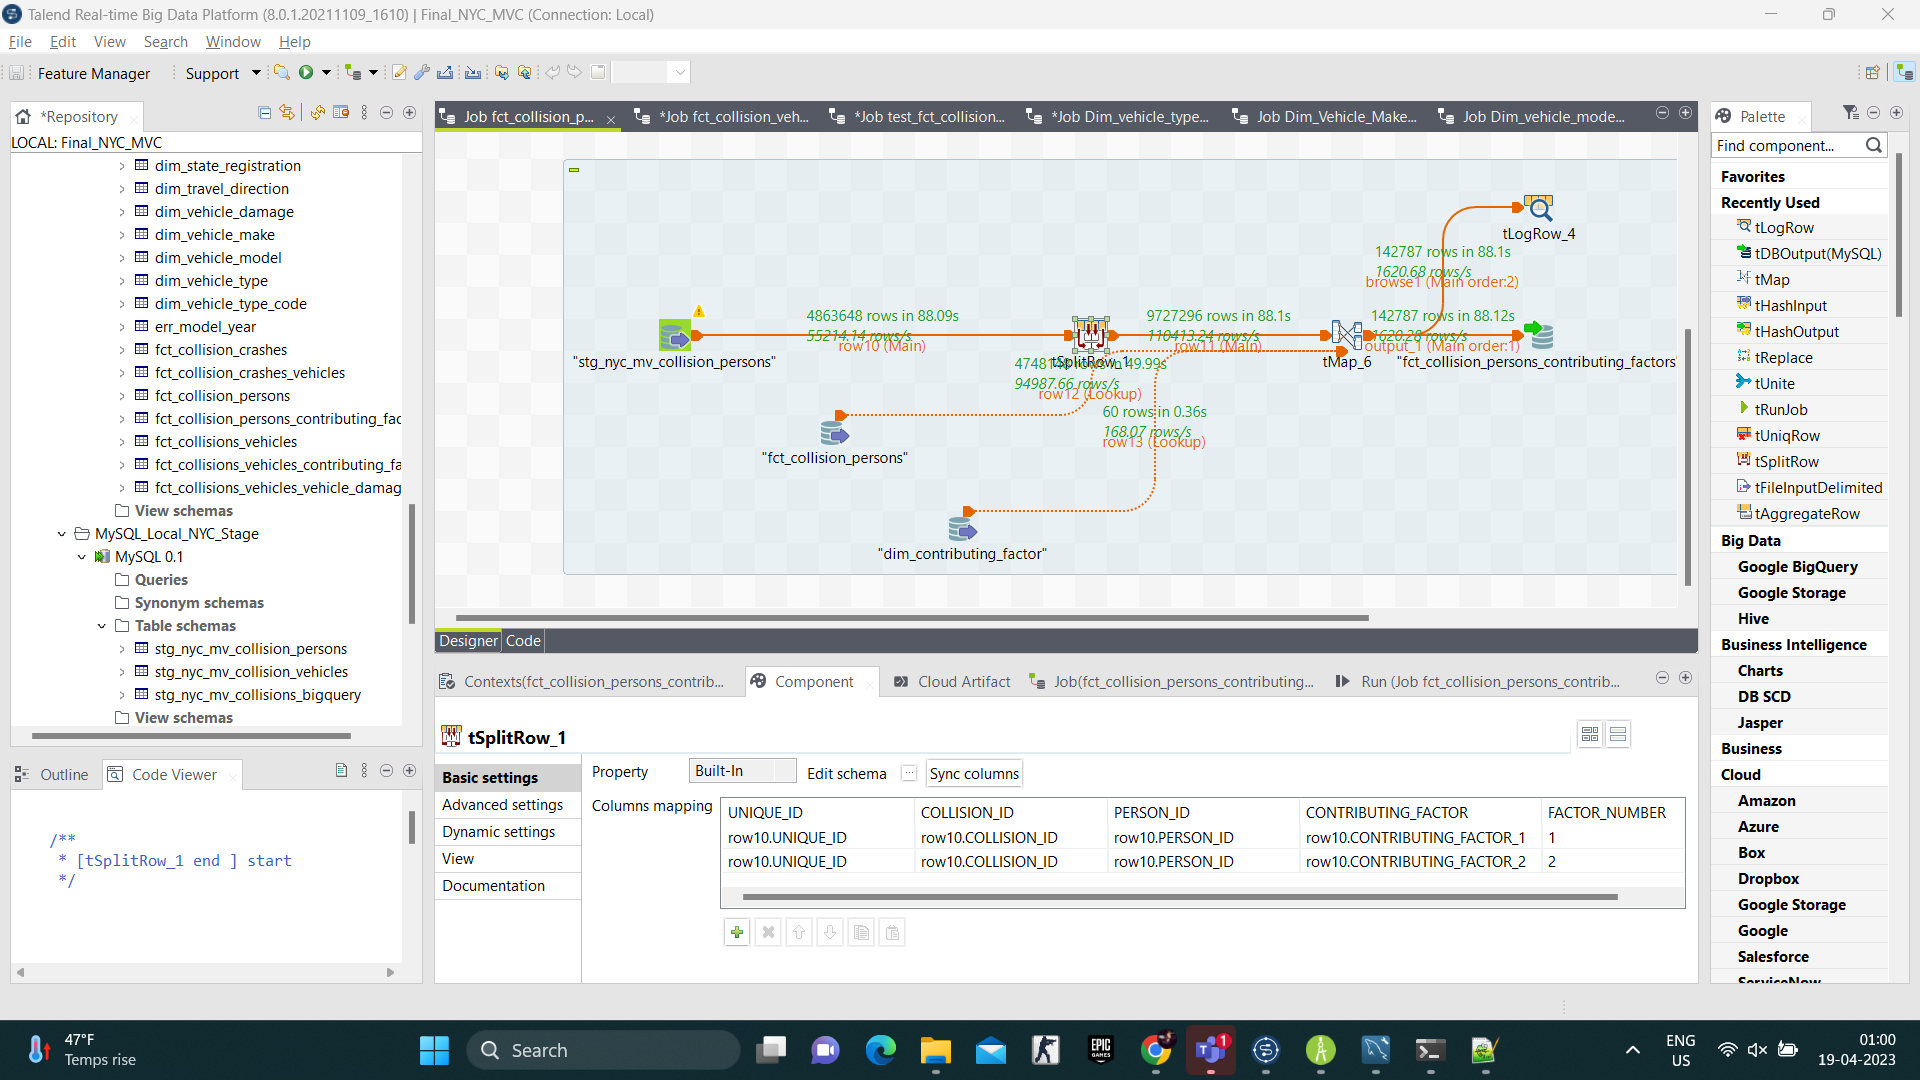 Talend Real-time Big Data Platform (8.0.1.20211109_1610) | Final_NYC_MVC (Connection: Local)
File Edit View Search Window Help
Feature Manager Support
*Repository
LOCAL: Final_NYC_MVC
dim_state_registration
dim_travel_direction
dim_vehicle_damage
dim_vehicle_make
dim_vehicle_model
dim_vehicle_type
dim_vehicle_type_code
err_model_year
fct_collision_crashes
fct_collision_crashes_vehicles
fct_collision_persons
fct_collision_persons_contributing_fac
fct_collisions_vehicles
fct_collisions_vehicles_contributing_fa
fct_collisions_vehicles_vehicle_damag
View schemas
MySQL_Local_NYC_Stage
MySQL 0.1
Queries
Synonym schemas
Table schemas
stg_nyc_mv_collision_persons
stg_nyc_mv_collision_vehicles
stg_nyc_mv_collisions_bigquery
View schemas
Outline Code Viewer
/**
* [tSplitRow_1 end ] start
*/
Job fct_collision_p... *Job fct_collision_veh... *Job test_fct_collision... *Job Dim_vehicle_type... Job Dim_Vehicle_Make... Job Dim_vehicle_mode...
tLogRow_4
142787 rows in 88.1s
1620.68 rows/s
browse1 (Main order:2)
4863648 rows in 88.09s
55214.14 rows/s
row10 (Main)
9727296 rows in 88.1s
110413.24 rows/s
row11 (Main)
142787 rows in 88.12s
1620.28 rows/s
output_1 (Main order:1)
"stg_nyc_mv_collision_persons"
tSplitRow_1
tMap_6
"fct_collision_persons_contributing_factors"
rows in 49.99s
94987.66 rows/s
row12 (Lookup)
60 rows in 0.36s
168.07 rows/s
row13 (Lookup)
"fct_collision_persons"
"dim_contributing_factor"
Designer Code
Contexts(fct_collision_persons_contrib... Component Cloud Artifact Job(fct_collision_persons_contributing... Run (Job fct_collision_persons_contrib...
tSplitRow_1
Basic settings
Advanced settings
Dynamic settings
View
Documentation
Property Built-In Edit schema ... Sync columns
Columns mapping
UNIQUE_ID COLLISION_ID PERSON_ID CONTRIBUTING_FACTOR FACTOR_NUMBER
row10.UNIQUE_ID row10.COLLISION_ID row10.PERSON_ID row10.CONTRIBUTING_FACTOR_1 1
row10.UNIQUE_ID row10.COLLISION_ID row10.PERSON_ID row10.CONTRIBUTING_FACTOR_2 2
Palette
Find component...
Favorites
Recently Used
tLogRow
tDBOutput(MySQL)
tMap
tHashInput
tHashOutput
tReplace
tUnite
tRunJob
tUniqRow
tSplitRow
tFileInputDelimited
tAggregateRow
Big Data
Google BigQuery
Google Storage
Hive
Business Intelligence
Charts
DB SCD
Jasper
Business
Cloud
Amazon
Azure
Box
Dropbox
Google Storage
Google
Salesforce
ServiceNow
47°F
Temps rise
Search
EPIC
GAMES
1
ENG
US
01:00
19-04-2023